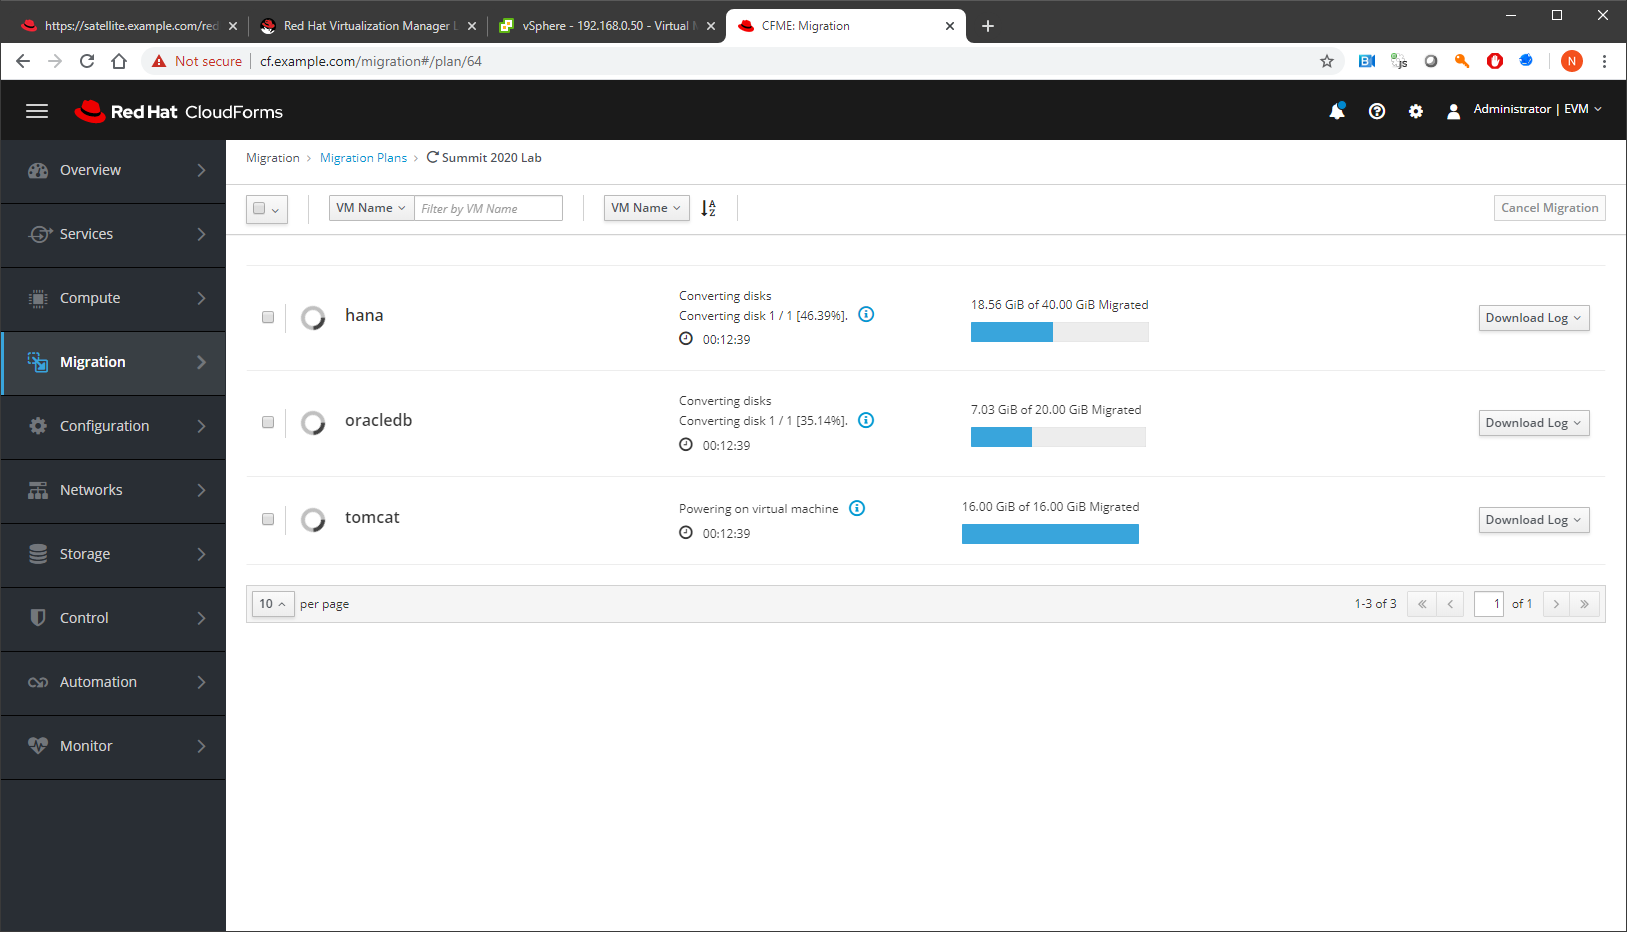 https://satellite.example.com/red
Red Hat Virtualization Manager L
vSphere - 192.168.0.50 - Virtual M
CFME: Migration
Not secure
cf.example.com/migration#/plan/64
N
Red Hat CloudForms
Administrator | EVM
Overview
Services
Compute
Migration
Configuration
Networks
Storage
Control
Automation
Monitor
Migration > Migration Plans > Summit 2020 Lab
VM Name
Filter by VM Name
VM Name
Cancel Migration
hana
Converting disks
Converting disk 1 / 1 [46.39%].
00:12:39
18.56 GiB of 40.00 GiB Migrated
Download Log
oracledb
Converting disks
Converting disk 1 / 1 [35.14%].
00:12:39
7.03 GiB of 20.00 GiB Migrated
Download Log
tomcat
Powering on virtual machine
00:12:39
16.00 GiB of 16.00 GiB Migrated
Download Log
10 per page
1-3 of 3
1 of 1